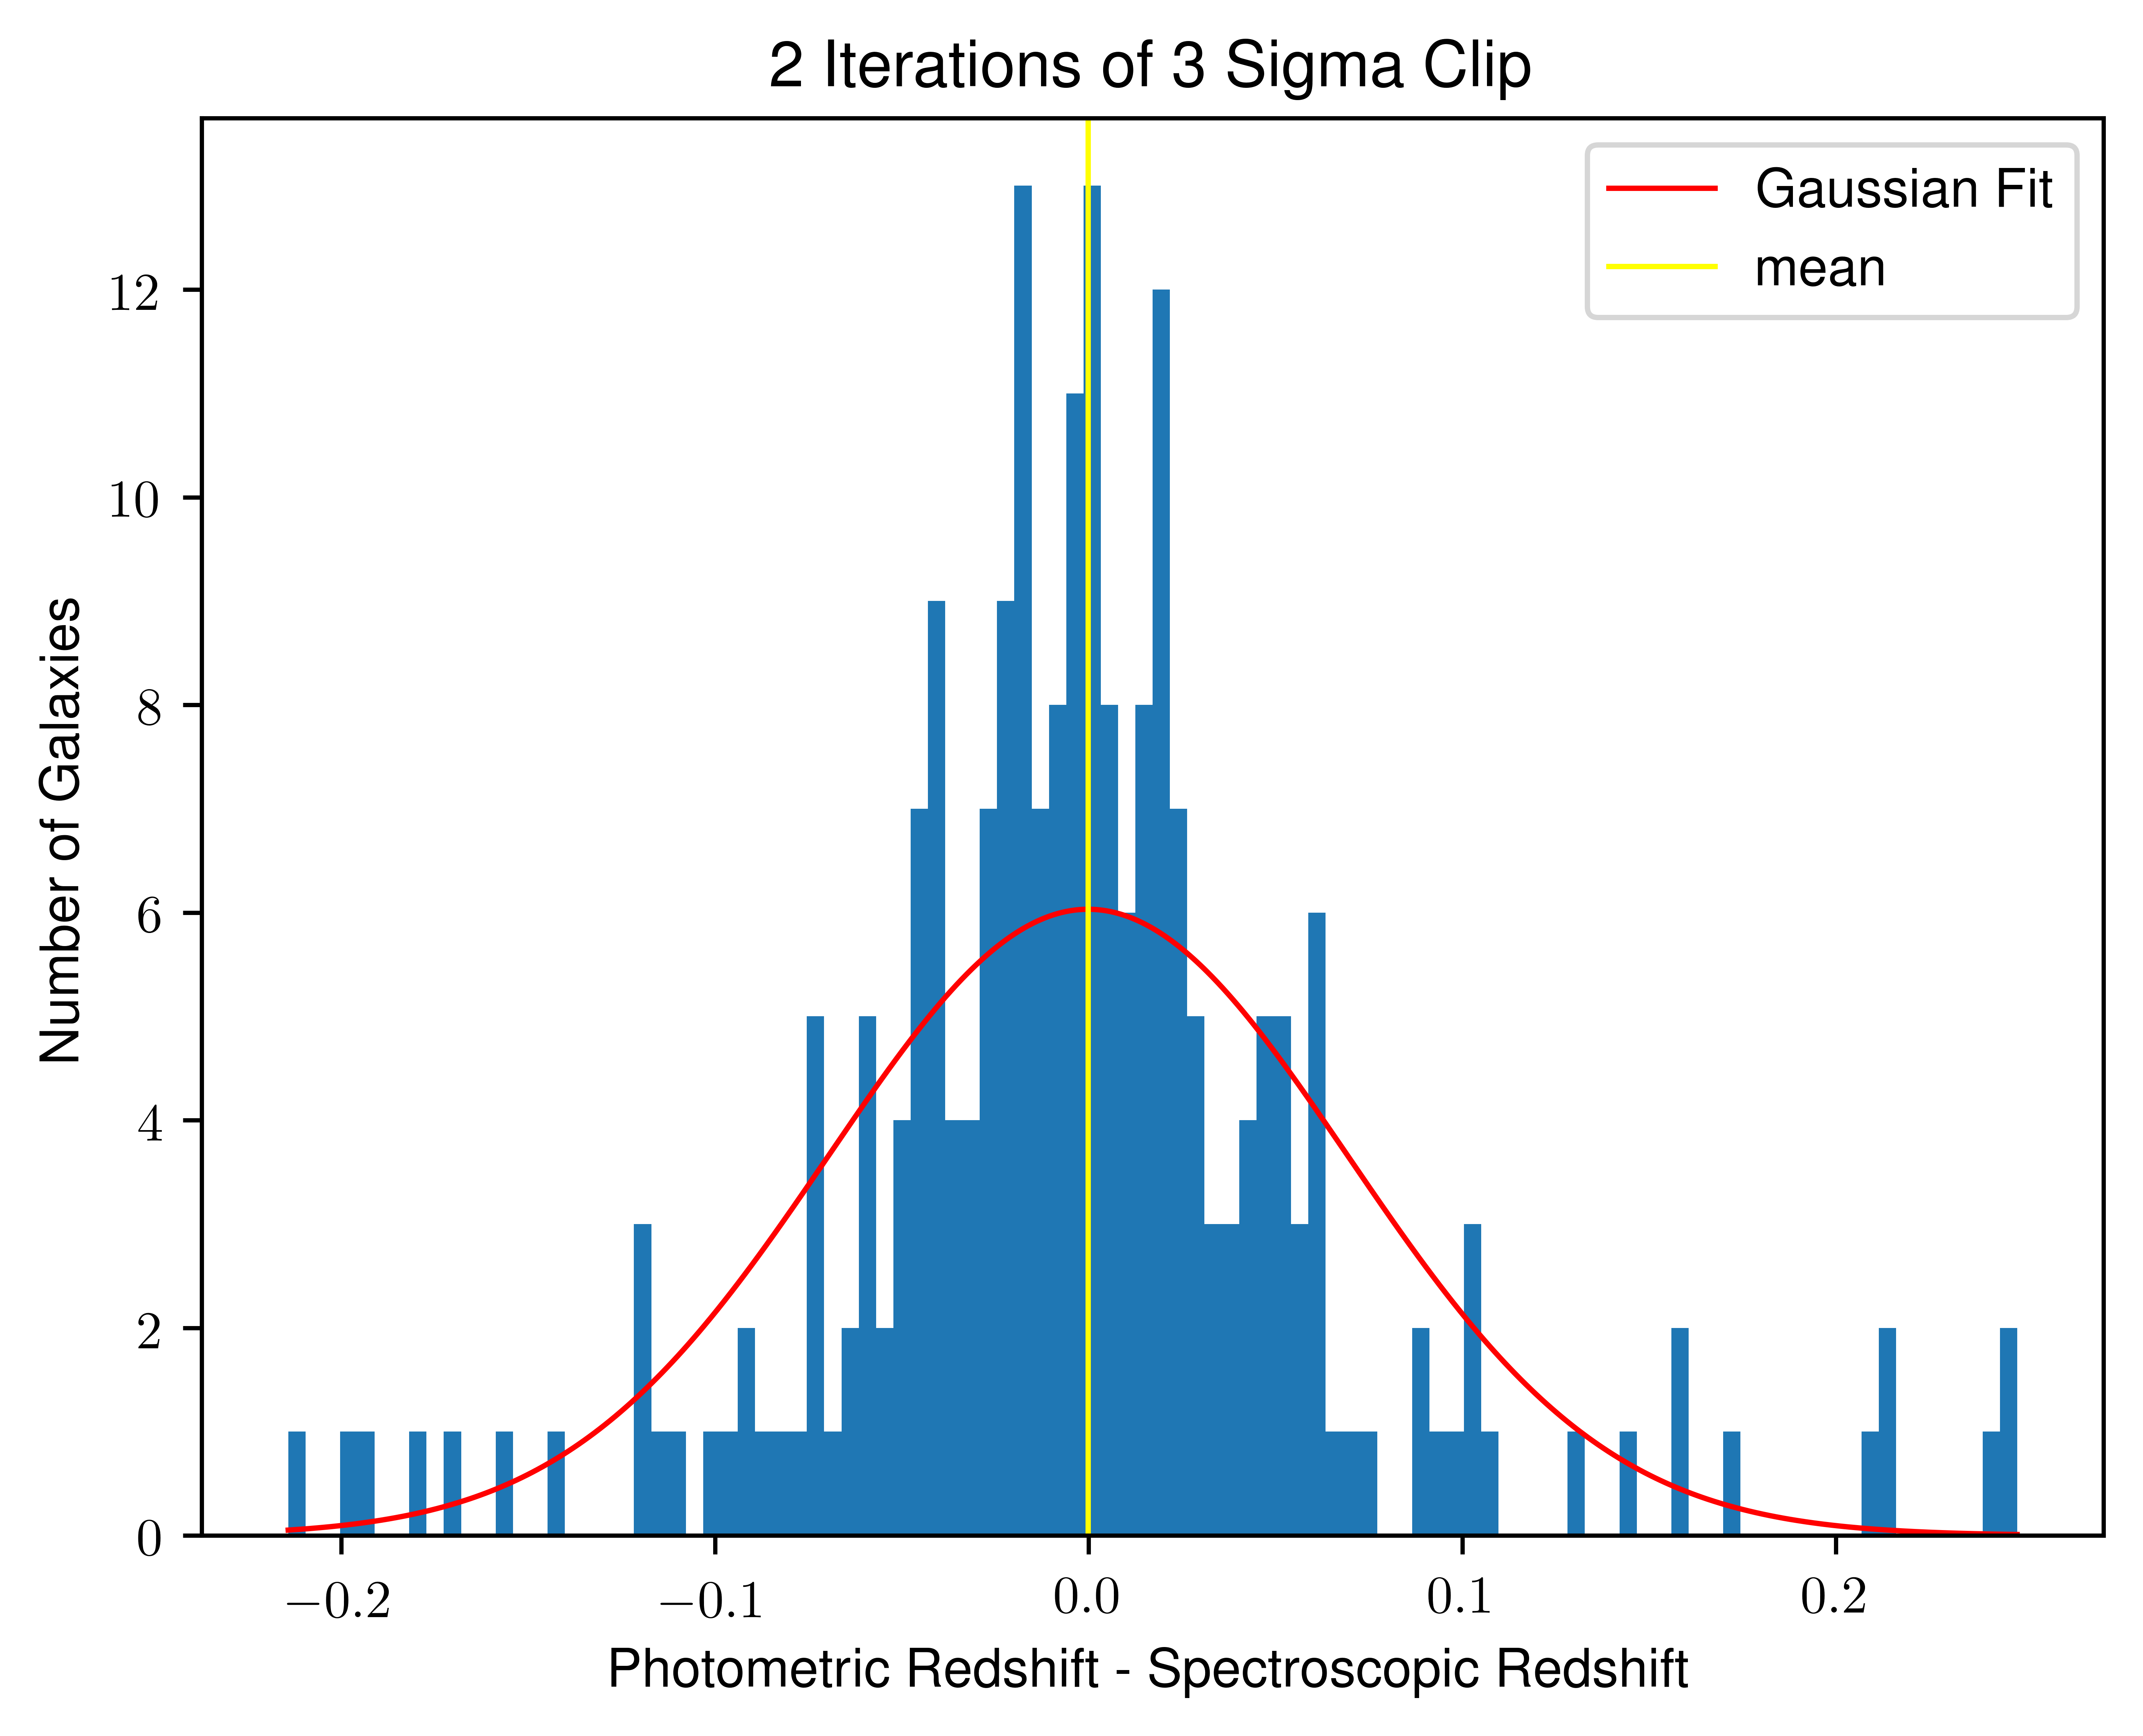 2 Iterations of 3 Sigma Clip
Gaussian Fit
mean
Number of Galaxies
12
10
8
6
4
2
0
−0.2 −0.1 0.0 0.1 0.2
Photometric Redshift - Spectroscopic Redshift